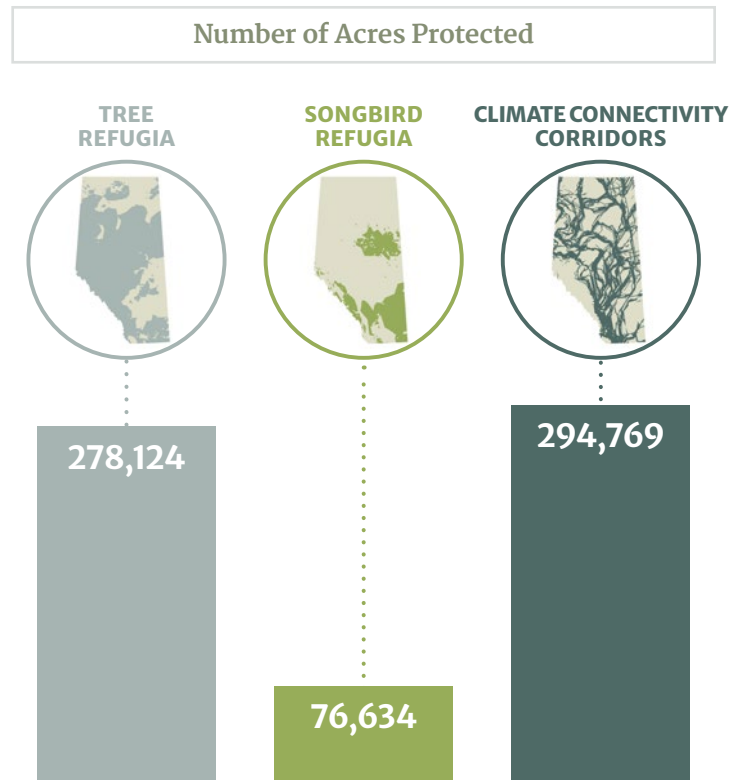 Number of Acres Protected
TREE
REFUGIA
SONGBIRD
REFUGIA
CLIMATE CONNECTIVITY
CORRIDORS
278,124
76,634
294,769